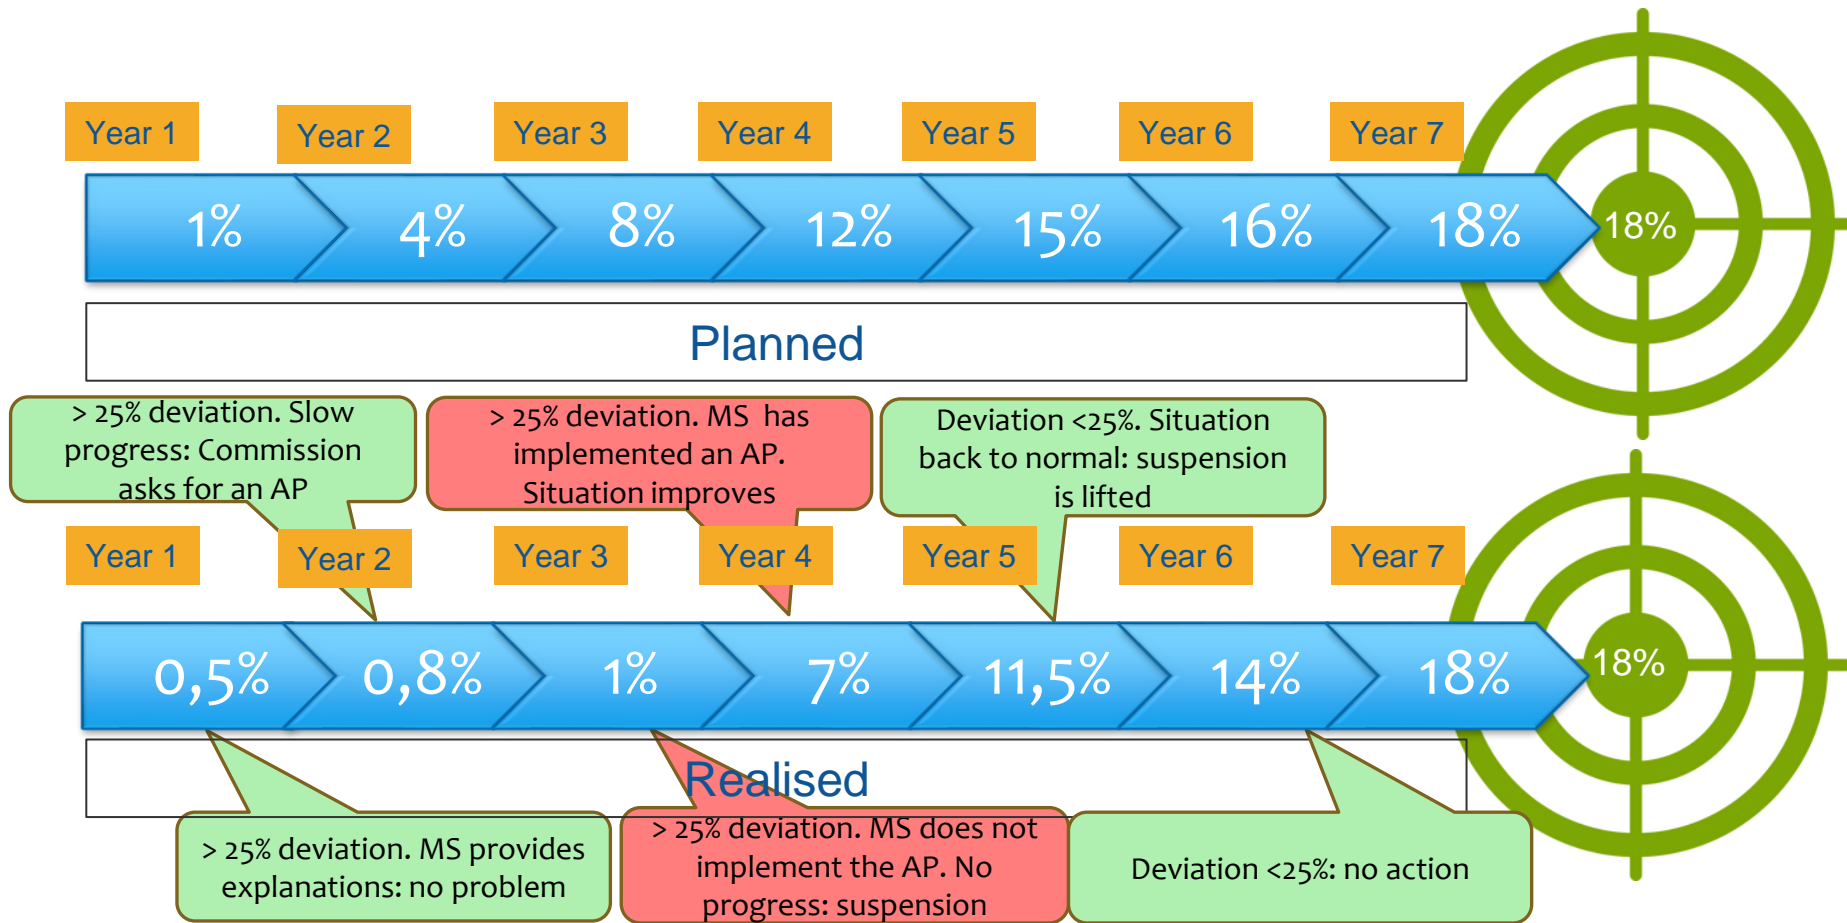 Year 1
Year 2
Year 3
Year 4
Year 5
Year 6
Year 7
1%
4%
8%
12%
15%
16%
18%
18%
Planned
> 25% deviation. Slow
progress: Commission
asks for an AP
> 25% deviation. MS has
implemented an AP.
Situation improves
Deviation <25%. Situation
back to normal: suspension
is lifted
Year 1
Year 2
Year 3
Year 4
Year 5
Year 6
Year 7
0,5%
0,8%
1%
7%
11,5%
14%
18%
18%
Realised
> 25% deviation. MS provides
explanations: no problem
> 25% deviation. MS does not
implement the AP. No
progress: suspension
Deviation <25%: no action